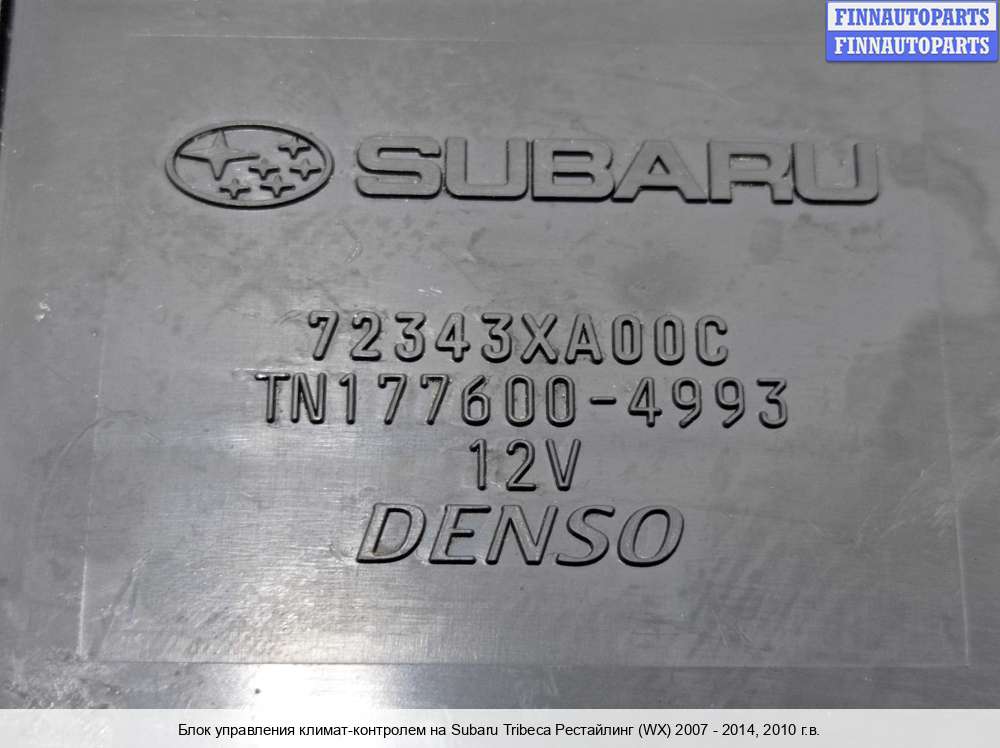 FINNAUTOPARTS
FINNAUTOPARTS
SUBARU
72343XA00C
TN177600-4993
12V
DENSO
Блок управления климат-контролем на Subaru Tribeca Рестайлинг (WX) 2007 - 2014, 2010 г.в.